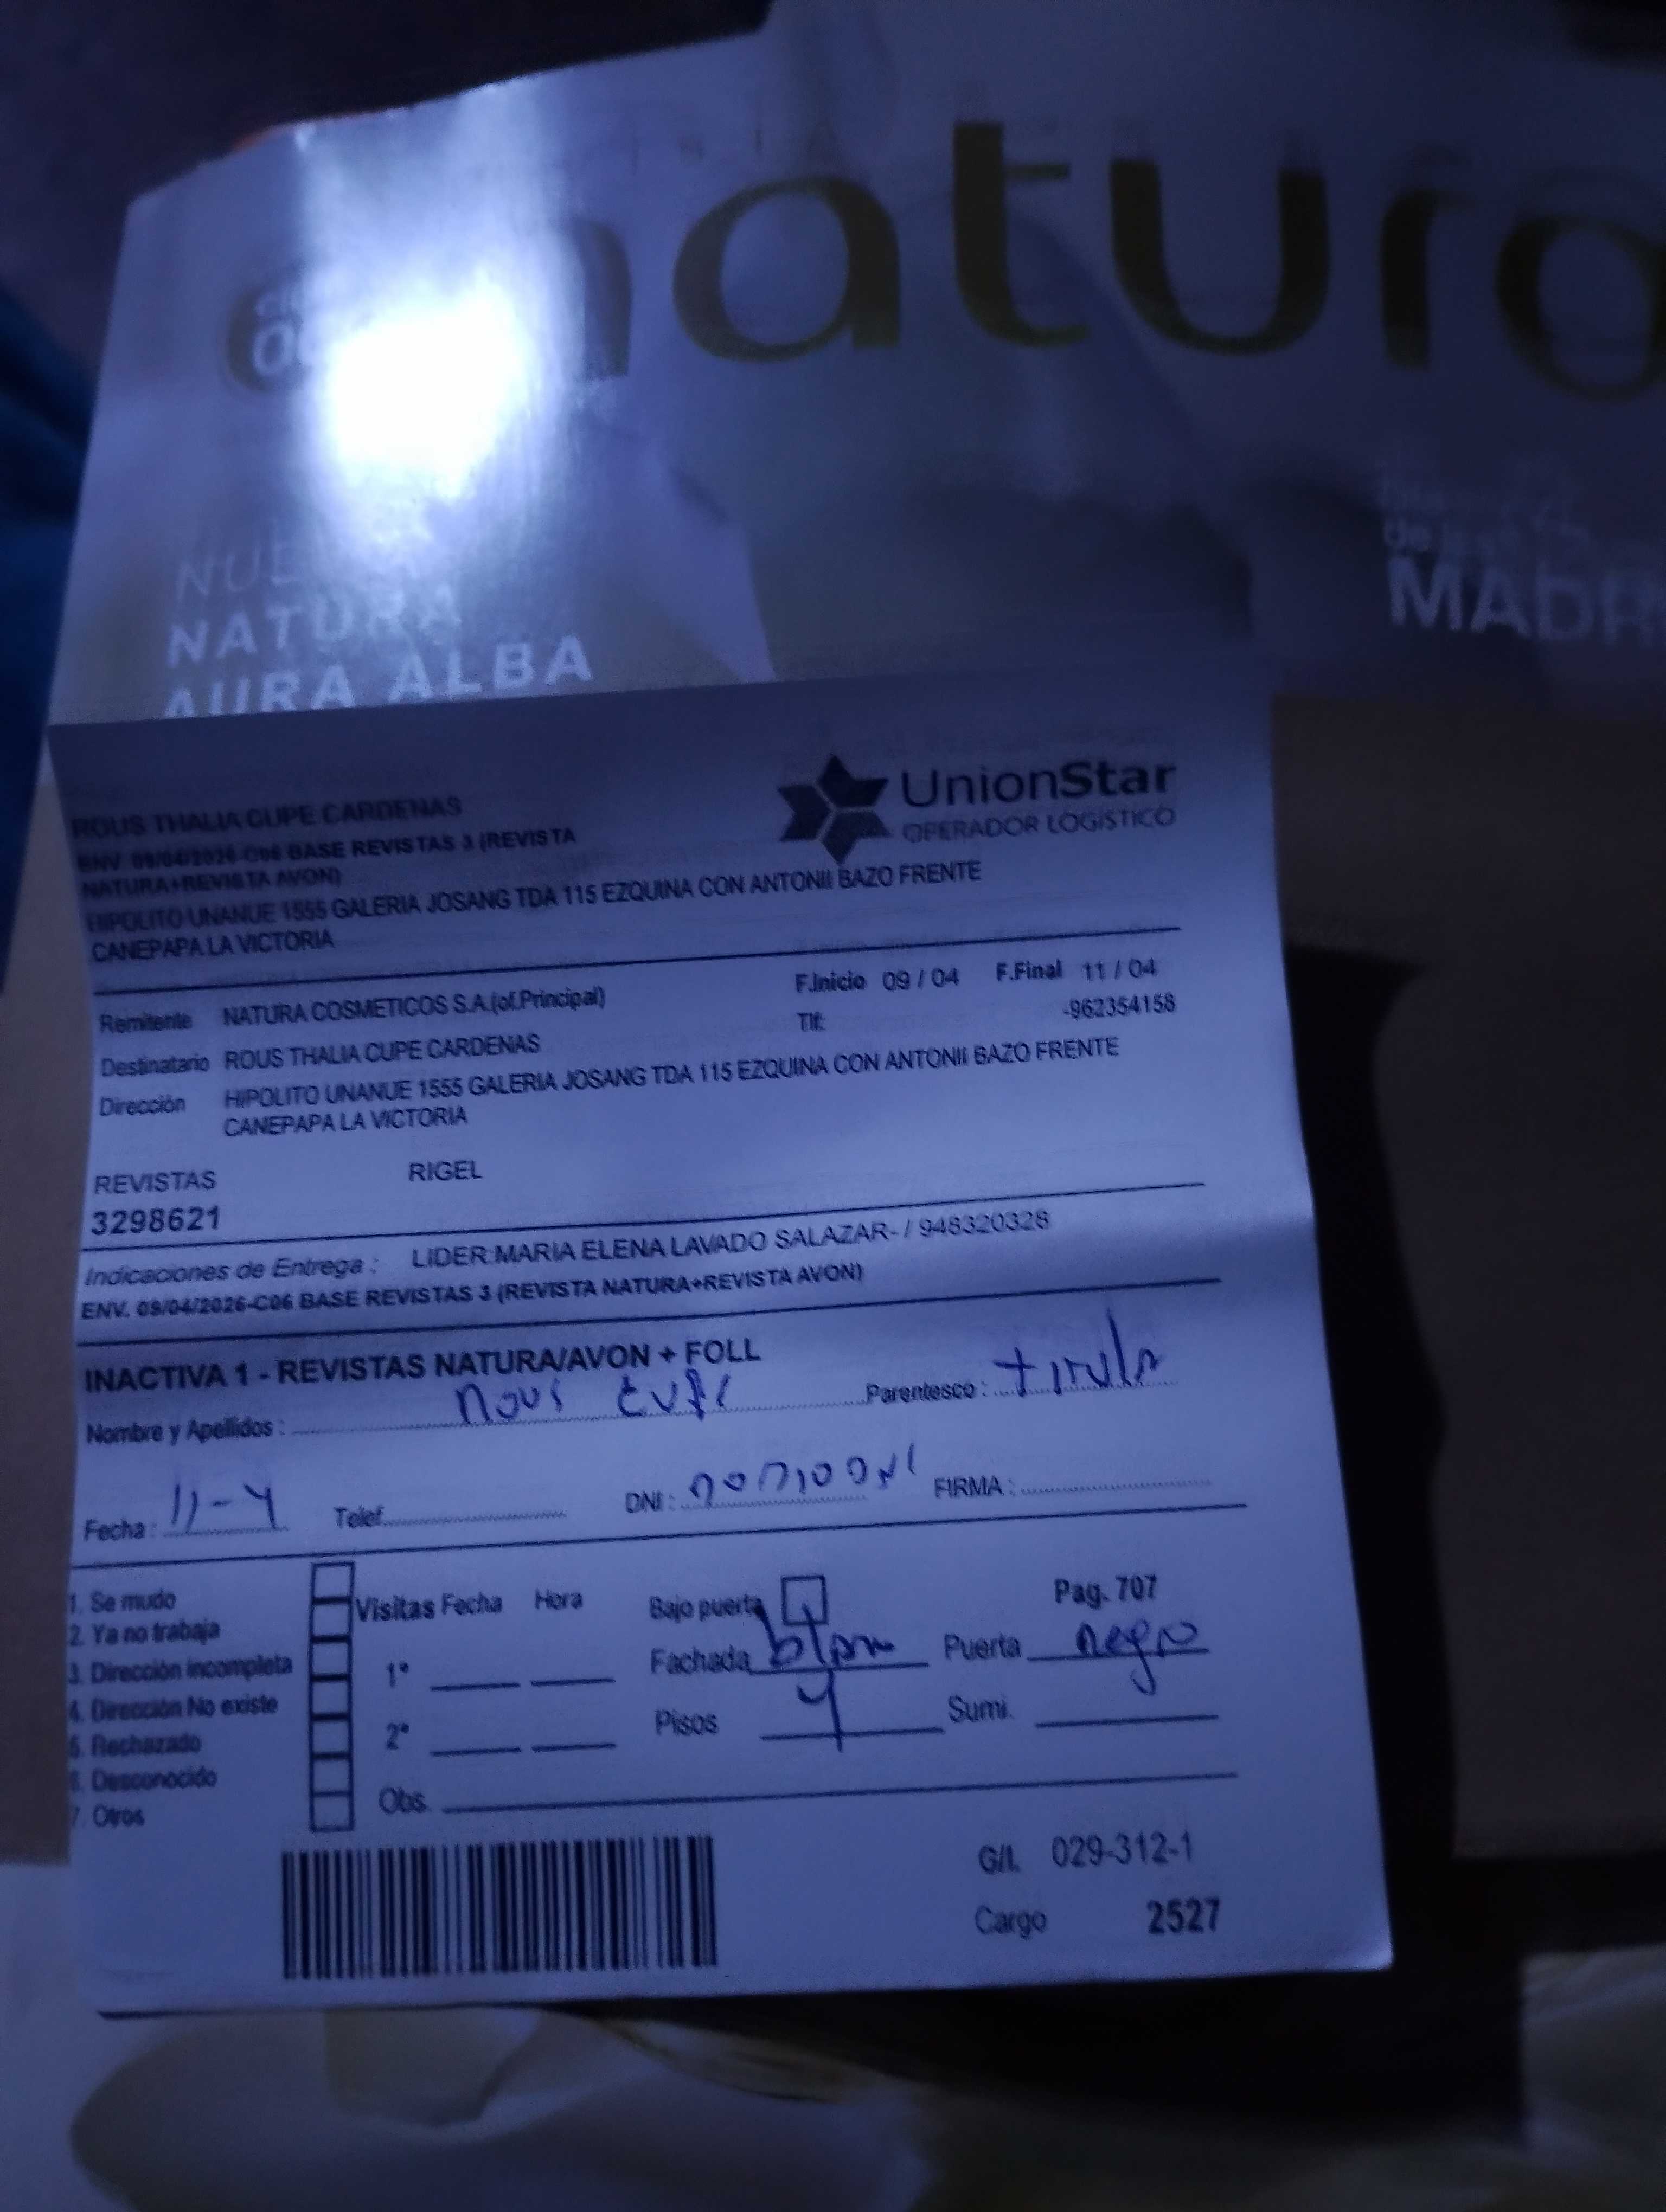 natura
NATURA
AURA ALBA
MADR
UnionStar
OPERADOR LOGÍSTICO
ROUS THALIA CUPE CARDENAS
ENV. 09/04/2026-C06 BASE REVISTAS 3 (REVISTA
NATURA+REVISTA AVON)
HIPOLITO UNANUE 1555 GALERIA JOSANG TDA 115 EZQUINA CON ANTONII BAZO FRENTE
CANEPAPA LA VICTORIA
Remitente NATURA COSMETICOS S.A.(of.Principal) F.Inicio 09 / 04 F.Final 11 / 04
Destinatario ROUS THALIA CUPE CARDENAS Tlf: -962354158
Dirección HIPOLITO UNANUE 1555 GALERIA JOSANG TDA 115 EZQUINA CON ANTONII BAZO FRENTE
CANEPAPA LA VICTORIA
REVISTAS RIGEL
3298621
Indicaciones de Entrega : LIDER:MARIA ELENA LAVADO SALAZAR- / 948320328
ENV. 09/04/2026-C06 BASE REVISTAS 3 (REVISTA NATURA+REVISTA AVON)
INACTIVA 1 - REVISTAS NATURA/AVON + FOLL
Nombre y Apellidos : Parentesco :
Fecha : 11-4 Telef. DNI : FIRMA :
1. Se mudo
2. Ya no trabaja
3. Dirección incompleta
4. Dirección No existe
5. Rechazado
6. Desconocido
7. Otros
Visitas Fecha Hora
1°
2°
Obs.
Bajo puerta Pag. 707
Fachada Puerta negro
Pisos 4 Sumi.
G/I. 029-312-1
Cargo 2527